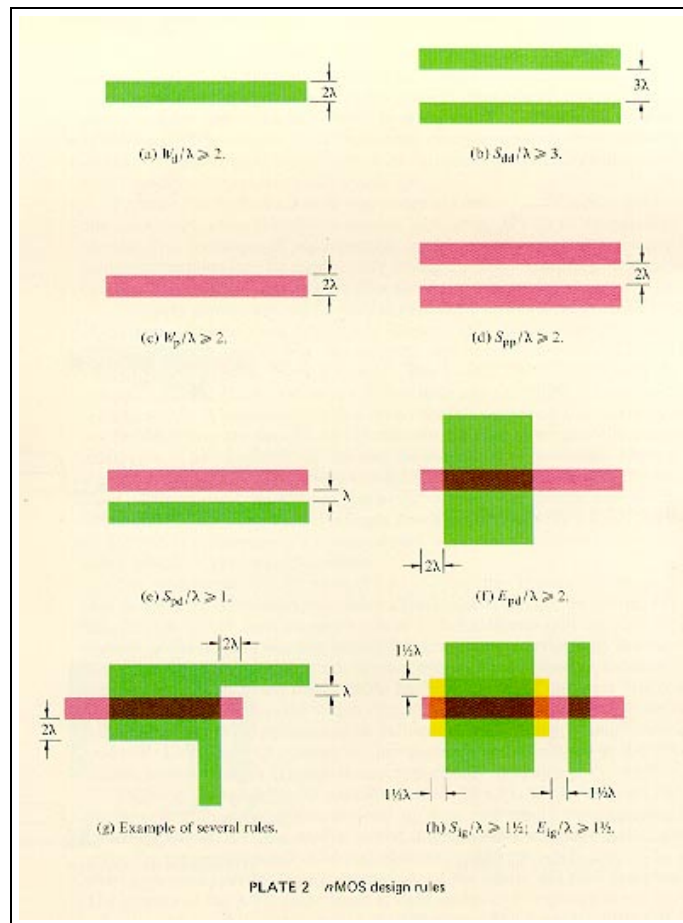 2λ
3λ
(a) W_d/λ ⩾ 2.
(b) S_dd/λ ⩾ 3.
2λ
2λ
(c) W_p/λ ⩾ 2.
(d) S_pp/λ ⩾ 2.
λ
2λ
(e) S_pd/λ ⩾ 1.
(f) E_pd/λ ⩾ 2.
2λ
1½λ
λ
2λ
1½λ
1½λ
(g) Example of several rules.
(h) S_ig/λ ⩾ 1½; E_ig/λ ⩾ 1½.
PLATE 2 nMOS design rules